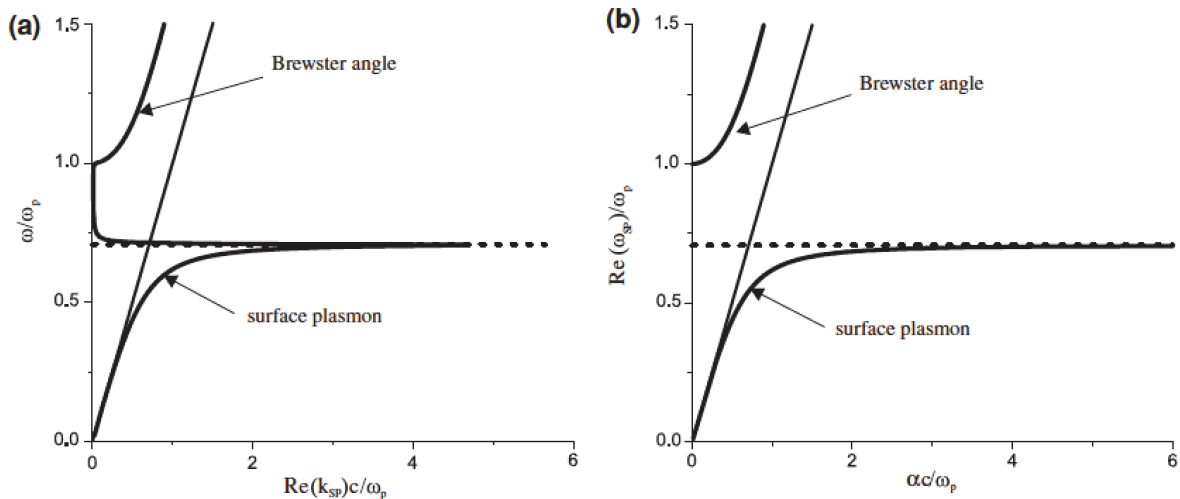 (a)
1.5
Brewster angle
1.0
ω/ω_p
0.5
surface plasmon
0.0
0 2 4 6
Re(k_SP)c/ω_p
(b)
1.5
Brewster angle
1.0
Re(ω_SP)/ω_p
0.5
surface plasmon
0.0
0 2 4 6
αc/ω_p